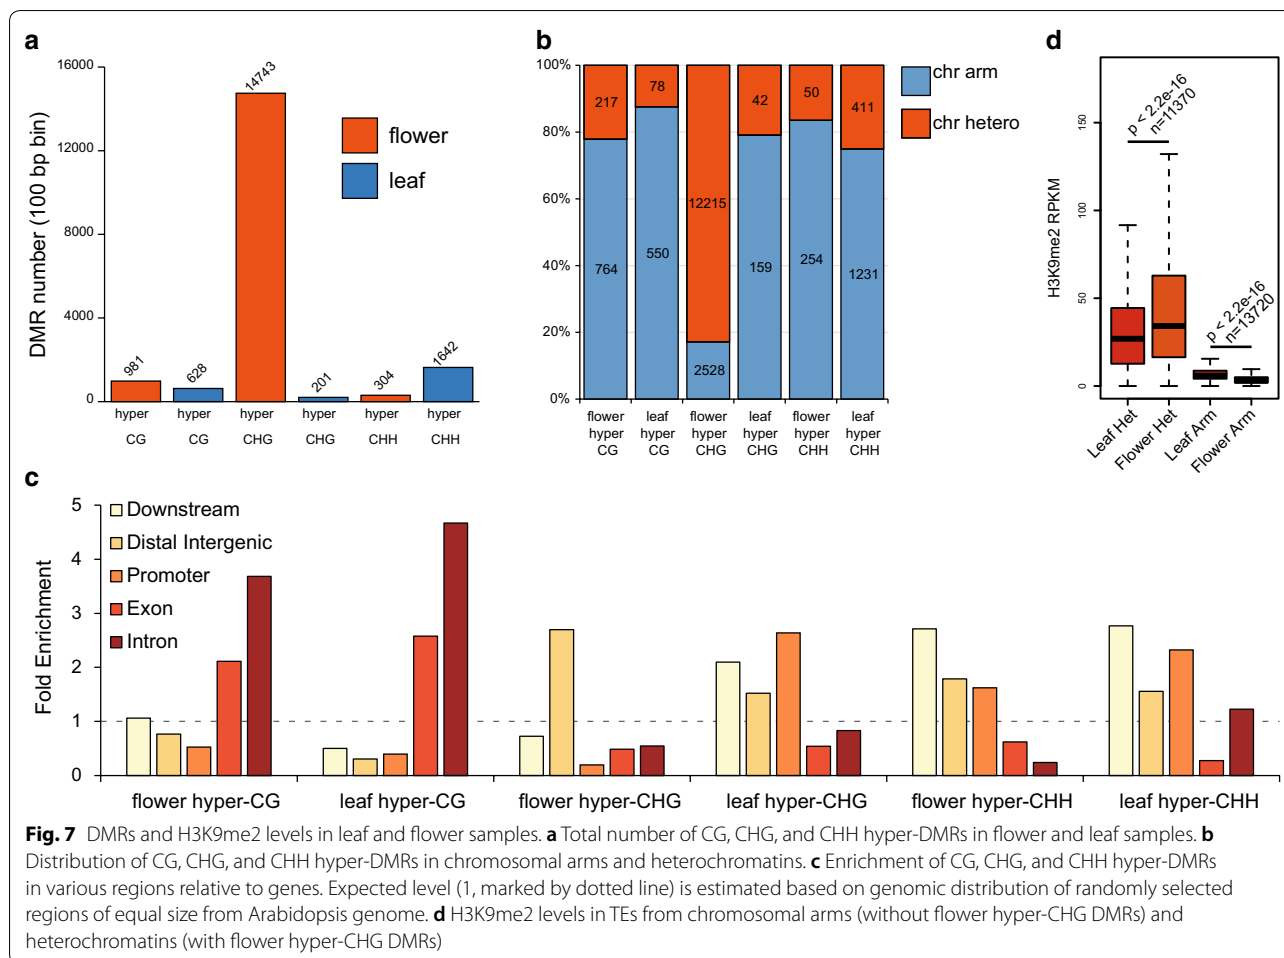 a
16000
12000
8000
4000
0
DMR number (100 bp bin)
981
628
14743
201
304
1642
flower
leaf
hyper hyper hyper hyper hyper hyper
CG CG CHG CHG CHH CHH
b
100%
80%
60%
40%
20%
0%
217 78 42 50 411
12215
764 550 159 254 1231
2528
chr arm
chr hetero
flower leaf flower leaf flower leaf
hyper hyper hyper hyper hyper hyper
CG CG CHG CHG CHH CHH
d
H3K9me2 RPKM
150
100
50
0
p < 2.2e-16
n=11370
p < 2.2e-16
n=13720
Leaf Het
Flower Het
Leaf Arm
Flower Arm
c
Fold Enrichment
5
4
3
2
1
0
Downstream
Distal Intergenic
Promoter
Exon
Intron
flower hyper-CG leaf hyper-CG flower hyper-CHG leaf hyper-CHG flower hyper-CHH leaf hyper-CHH
Fig. 7 DMRs and H3K9me2 levels in leaf and flower samples. a Total number of CG, CHG, and CHH hyper-DMRs in flower and leaf samples. b
Distribution of CG, CHG, and CHH hyper-DMRs in chromosomal arms and heterochromatins. c Enrichment of CG, CHG, and CHH hyper-DMRs
in various regions relative to genes. Expected level (1, marked by dotted line) is estimated based on genomic distribution of randomly selected
regions of equal size from Arabidopsis genome. d H3K9me2 levels in TEs from chromosomal arms (without flower hyper-CHG DMRs) and
heterochromatins (with flower hyper-CHG DMRs)